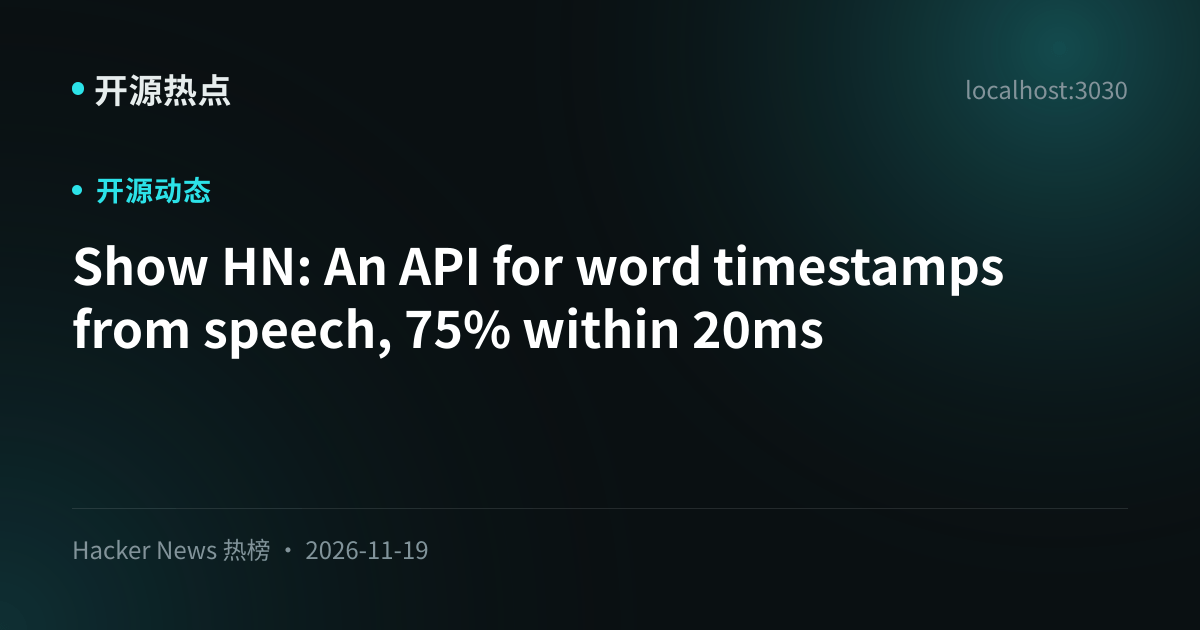 开源热点
localhost:3030
开源动态
Show HN: An API for word timestamps
from speech, 75% within 20ms
Hacker News 热榜 · 2026-11-19